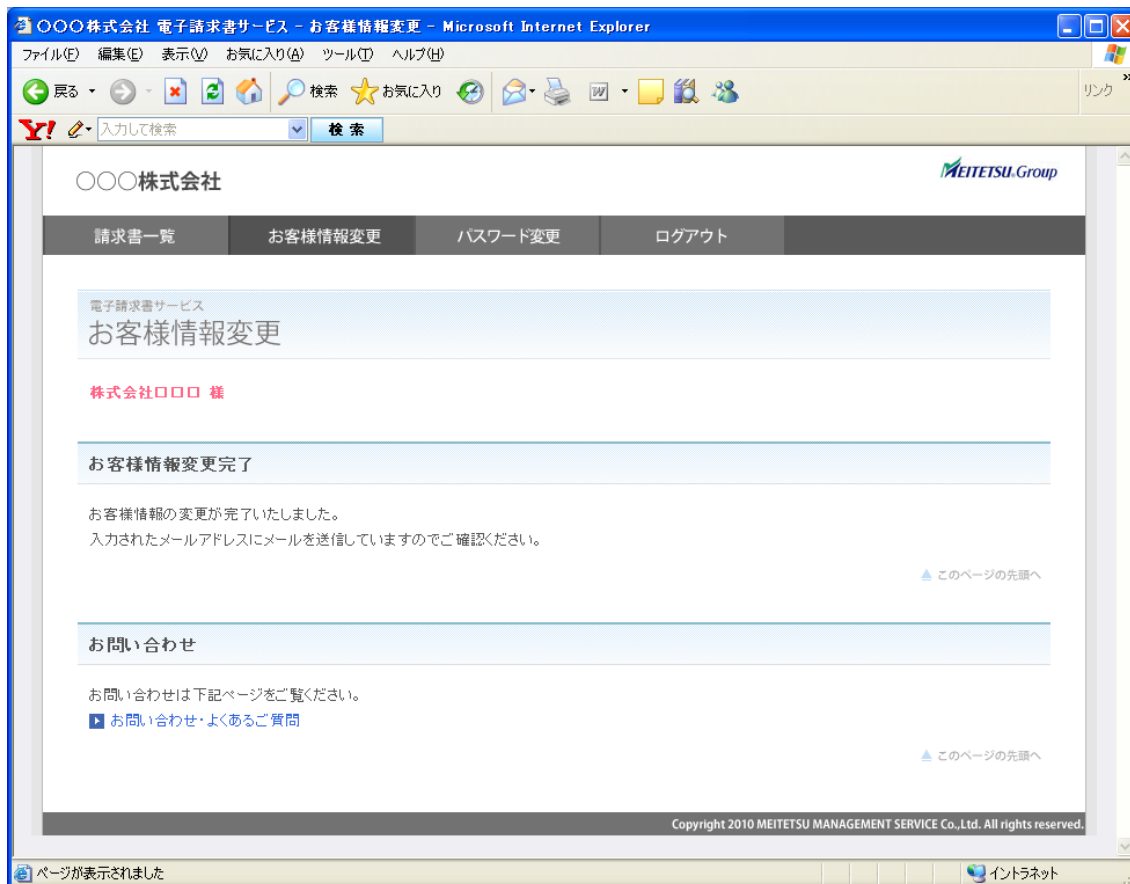 〇〇〇株式会社 電子請求書サービス - お客様情報変更 - Microsoft Internet Explorer
ファイル(F) 編集(E) 表示(V) お気に入り(A) ツール(T) ヘルプ(H)
戻る 検索 お気に入り リンク »
Y! 入力して検索 検索
〇〇〇株式会社
MEITETSU Group
請求書一覧 お客様情報変更 パスワード変更 ログアウト
電子請求書サービス
お客様情報変更
株式会社ロロロ 様
お客様情報変更完了
お客様情報の変更が完了いたしました。
入力されたメールアドレスにメールを送信していますのでご確認ください。
このページの先頭へ
お問い合わせ
お問い合わせは下記ページをご覧ください。
お問い合わせ・よくあるご質問
このページの先頭へ
Copyright 2010 MEITETSU MANAGEMENT SERVICE Co.,Ltd. All rights reserved.
ページが表示されました イントラネット